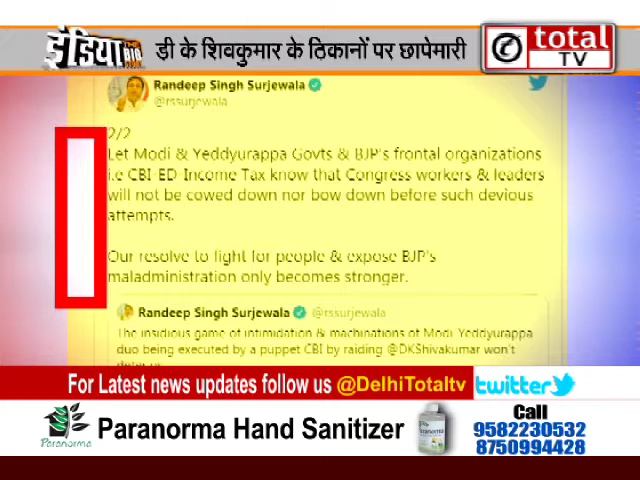 इंडिया THE BIG
डी के शिवकुमार के ठिकानों पर छापेमारी
total
TV
Randeep Singh Surjewala
@rssurjewala
2/2
Let Modi & Yeddyurappa Govts & BJP's frontal organizations
i.e CBI-ED-Income Tax know that Congress workers & leaders
will not be cowed down nor bow down before such devious
attempts.
Our resolve to fight for people & expose BJP's
maladministration only becomes stronger.
Randeep Singh Surjewala @rssurjewala
The insidious game of intimidation & machinations of Modi-Yeddyurappa
duo being executed by a puppet CBI by raiding @DKShivakumar won't
For Latest news updates follow us @DelhiTotaltv twitter
Paranorma
Paranorma Hand Sanitizer
Paranorma
Call
9582230532
8750994428